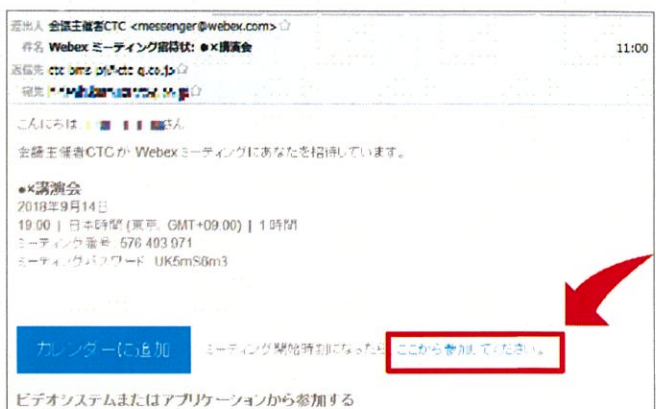 差出人 会議主催者CTC <messenger@webex.com>
件名 Webex ミーティング招待状: ●×講演会 11:00
返信先
宛先
こんにちは さん
会議主催者CTC が Webex ミーティングにあなたを招待しています。
●×講演会
2018年9月14日
19:00 | 日本時間 (東京、GMT+09:00) | 1 時間
ミーティング番号: 576 403 971
ミーティングパスワード: UK5mS6m3
カレンダーに追加 ミーティング開始時刻になったら ここから参加してください。
ビデオシステムまたはアプリケーションから参加する